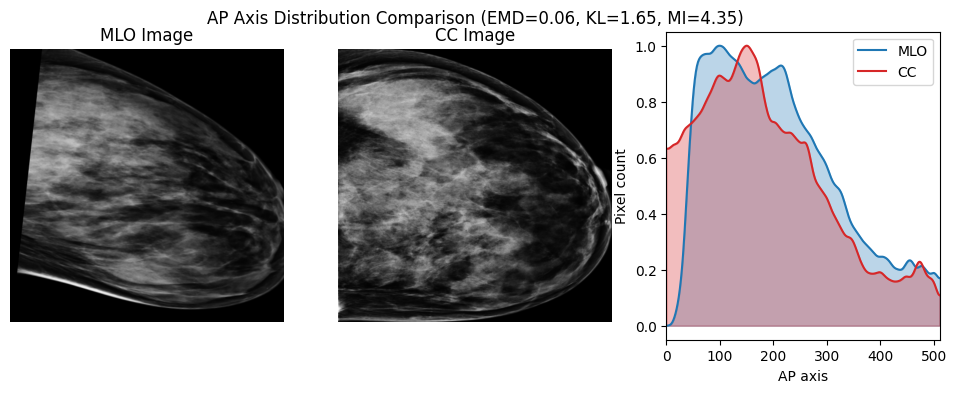 AP Axis Distribution Comparison (EMD=0.06, KL=1.65, MI=4.35)
MLO Image
CC Image
MLO
CC
Pixel count
1.0
0.8
0.6
0.4
0.2
0.0
0 100 200 300 400 500
AP axis